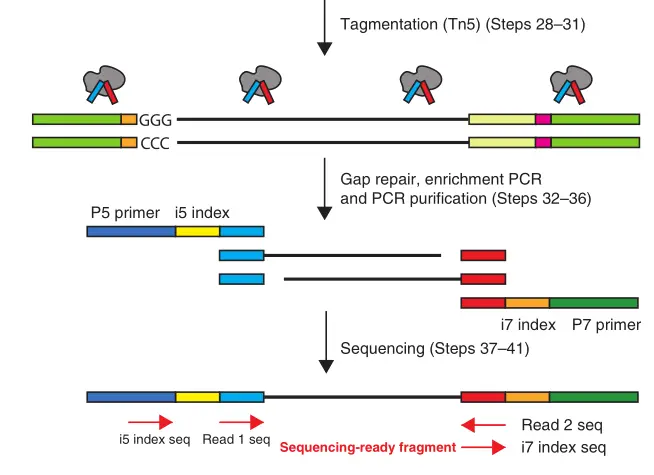 Tagmentation (Tn5) (Steps 28–31)
GGG
CCC
Gap repair, enrichment PCR
and PCR purification (Steps 32–36)
P5 primer i5 index
i7 index P7 primer
Sequencing (Steps 37–41)
i5 index seq Read 1 seq
Read 2 seq
Sequencing-ready fragment
i7 index seq